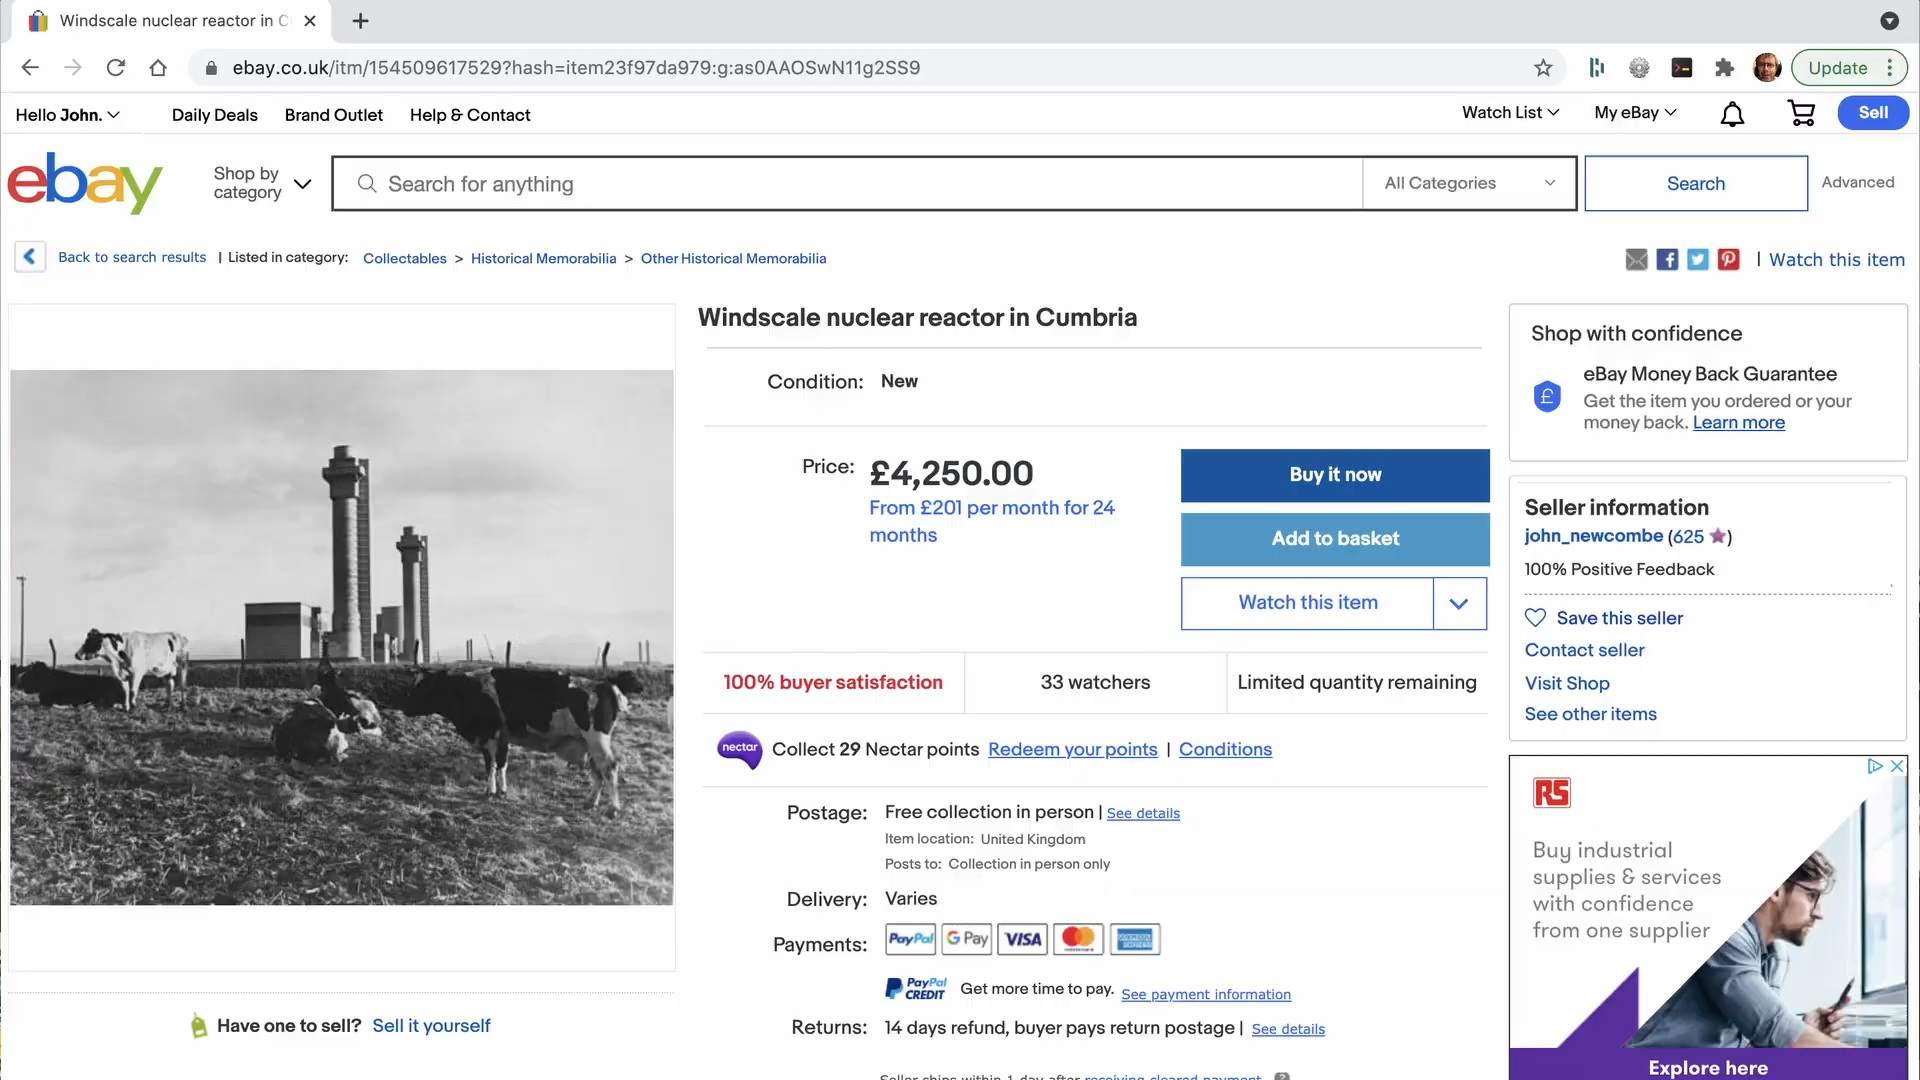 Windscale nuclear reactor in C
ebay.co.uk/itm/154509617529?hash=item23f97da979:g:as0AAOSwN11g2SS9
Update
Hello John.
Daily Deals
Brand Outlet
Help & Contact
Watch List
My eBay
Sell
ebay
Shop by
category
Search for anything
All Categories
Search
Advanced
Back to search results | Listed in category: Collectables > Historical Memorabilia > Other Historical Memorabilia
| Watch this item
Windscale nuclear reactor in Cumbria
Condition: New
Price: £4,250.00
From £201 per month for 24
months
Buy it now
Add to basket
Watch this item
100% buyer satisfaction
33 watchers
Limited quantity remaining
nectar Collect 29 Nectar points Redeem your points | Conditions
Postage: Free collection in person | See details
Item location: United Kingdom
Posts to: Collection in person only
Delivery: Varies
Payments: PayPal G Pay VISA
PayPal
CREDIT
Get more time to pay. See payment information
Returns: 14 days refund, buyer pays return postage | See details
Seller ships within 1 day after receiving cleared payment
Have one to sell? Sell it yourself
Shop with confidence
eBay Money Back Guarantee
Get the item you ordered or your
money back. Learn more
Seller information
john_newcombe (625 )
100% Positive Feedback
Save this seller
Contact seller
Visit Shop
See other items
RS
Buy industrial
supplies & services
with confidence
from one supplier
Explore here